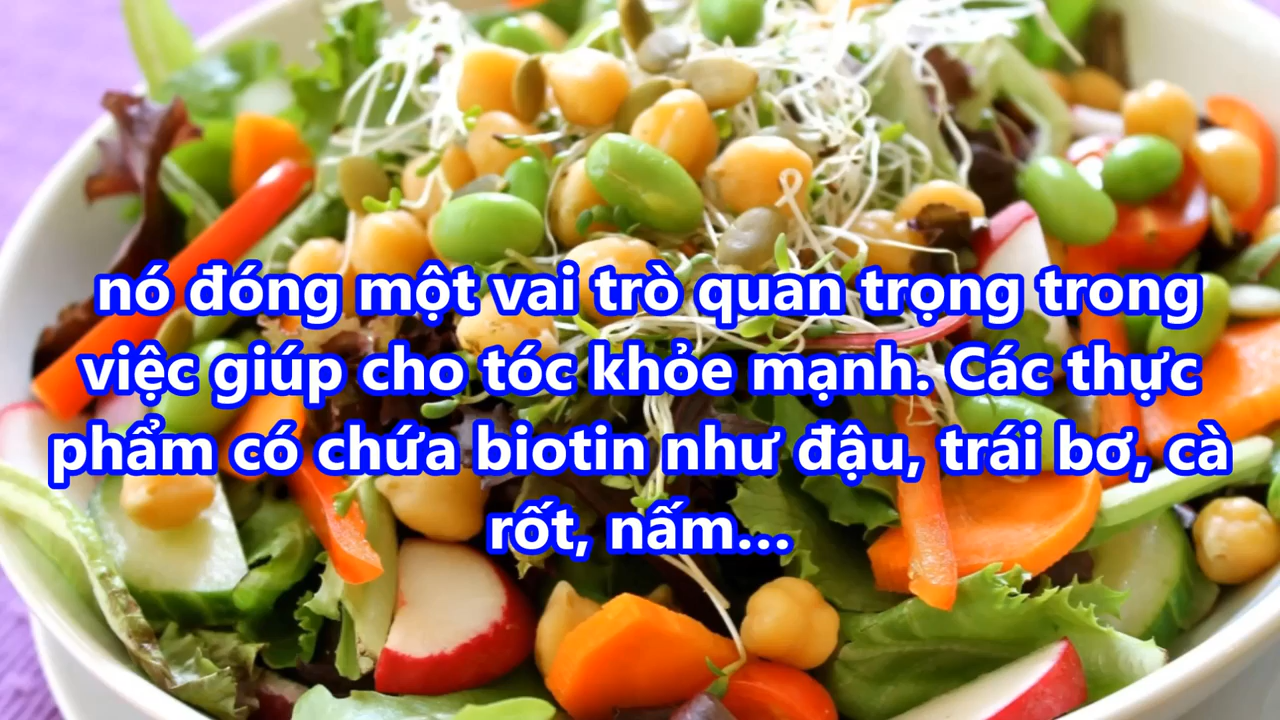 nó đóng một vai trò quan trọng trong
việc giúp cho tóc khỏe mạnh. Các thực
phẩm có chứa biotin như đậu, trái bơ, cà
rốt, nấm...